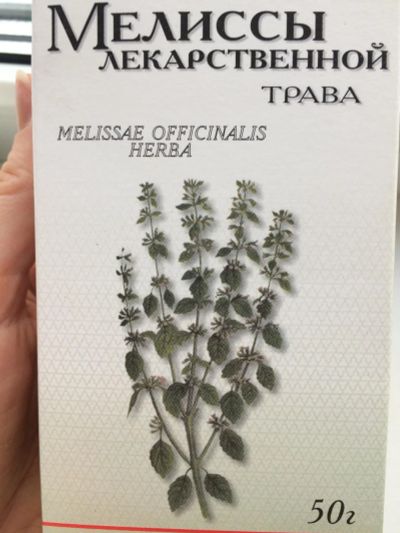 Мелиссы
лекарственной
трава
MELISSAE OFFICINALIS
HERBA
50г